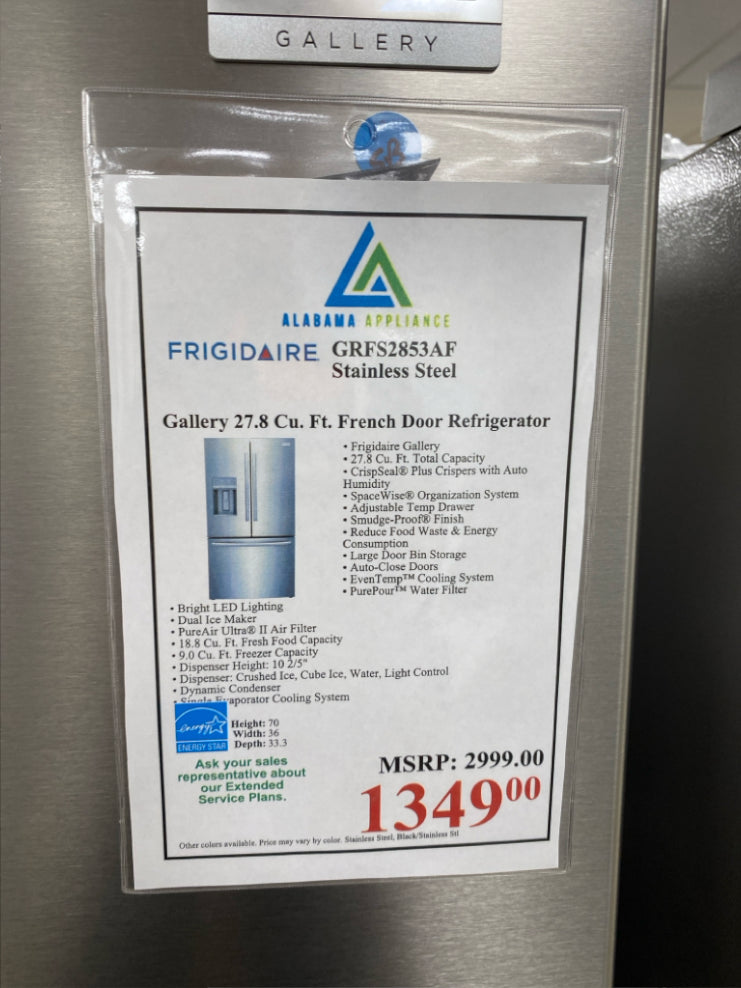 GALLERY
ALABAMA APPLIANCE
FRIGIDAIRE GRFS2853AF
Stainless Steel
Gallery 27.8 Cu. Ft. French Door Refrigerator
• Frigidaire Gallery
• 27.8 Cu. Ft. Total Capacity
• CrispSeal® Plus Crispers with Auto
Humidity
• SpaceWise® Organization System
• Adjustable Temp Drawer
• Smudge-Proof® Finish
• Reduce Food Waste & Energy
Consumption
• Large Door Bin Storage
• Auto-Close Doors
• EvenTemp™ Cooling System
• PurePour™ Water Filter
• Bright LED Lighting
• Dual Ice Maker
• PureAir Ultra® II Air Filter
• 18.8 Cu. Ft. Fresh Food Capacity
• 9.0 Cu. Ft. Freezer Capacity
• Dispenser Height: 10 2/5"
• Dispenser: Crushed Ice, Cube Ice, Water, Light Control
• Dynamic Condenser
• Single Evaporator Cooling System
energy
ENERGY STAR
Height: 70
Width: 36
Depth: 33.3
Ask your sales
representative about
our Extended
Service Plans.
MSRP: 2999.00
1349⁰⁰
Other colors available. Price may vary by color. Stainless Steel, Black/Stainless Stl